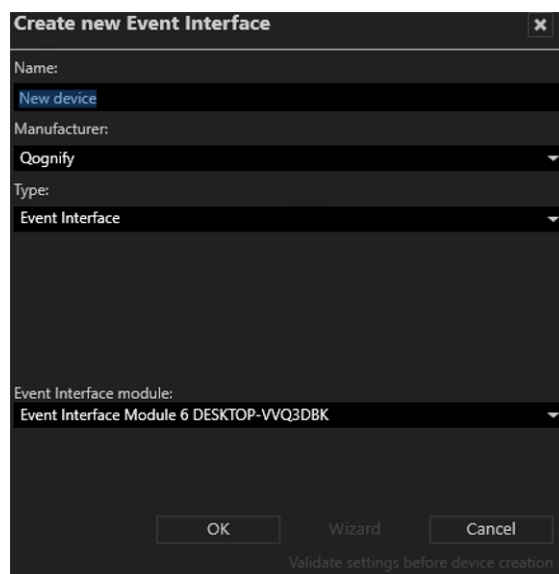 Create new Event Interface
Name:
New device
Manufacturer:
Qognify
Type:
Event Interface
Event Interface module:
Event Interface Module 6 DESKTOP-VVQ3DBK
OK Wizard Cancel
Validate settings before device creation